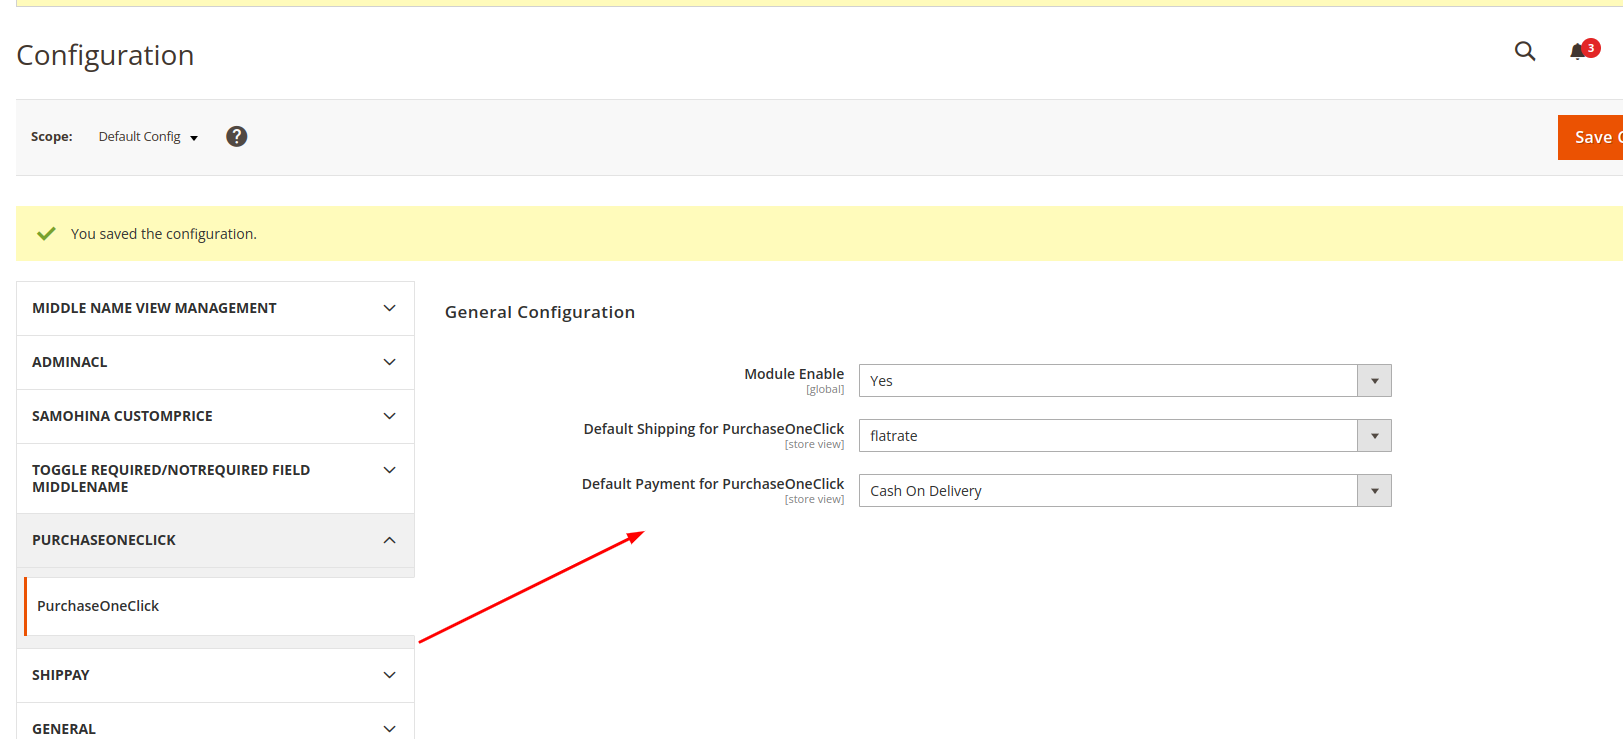 Configuration
3
Scope: Default Config ?
Save
You saved the configuration.
MIDDLE NAME VIEW MANAGEMENT
ADMINACL
SAMOHINA CUSTOMPRICE
TOGGLE REQUIRED/NOTREQUIRED FIELD
MIDDLENAME
PURCHASEONECLICK
PurchaseOneClick
SHIPPAY
GENERAL
General Configuration
Module Enable
[global]
Yes
Default Shipping for PurchaseOneClick
[store view]
flatrate
Default Payment for PurchaseOneClick
[store view]
Cash On Delivery